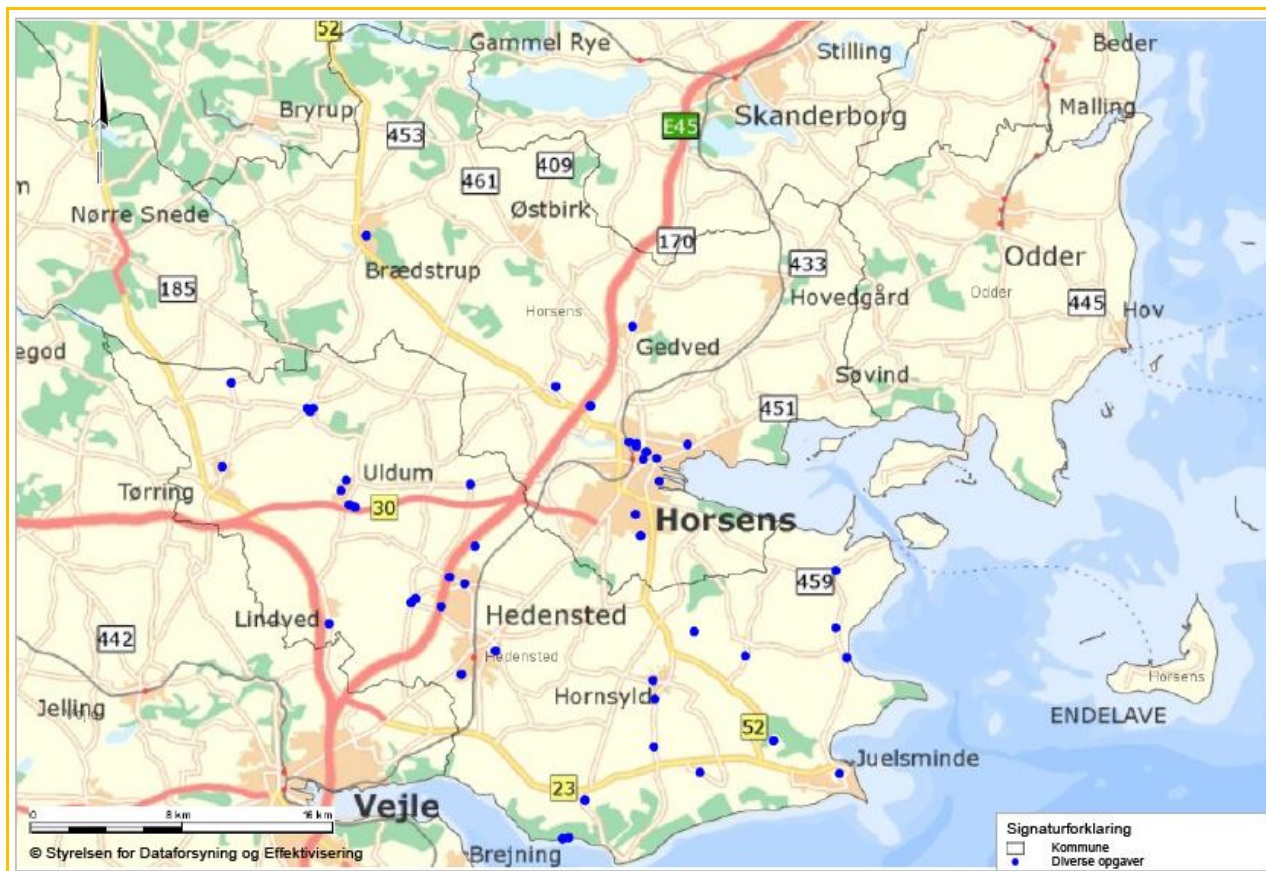 52
Gammel Rye
Stilling
Beder
Bryrup
453
E45
Skanderborg
Malling
461
409
m
Nørre Snede
Østbirk
170
433
Odder
Brædstrup
185
Hovedgård
Odder
445
Hov
Horsens
egod
Gedved
Søvind
451
Uldum
Tørring
30
Horsens
459
Lindved
Hedensted
442
Hedensted
Horsens
Hornsyld
Jelling
ENDELAVE
52
Juelsminde
23
Vejle
0 8 km 16 km
Signaturforklaring
Kommune
Diverse opgaver
© Styrelsen for Dataforsyning og Effektivisering
Brejning